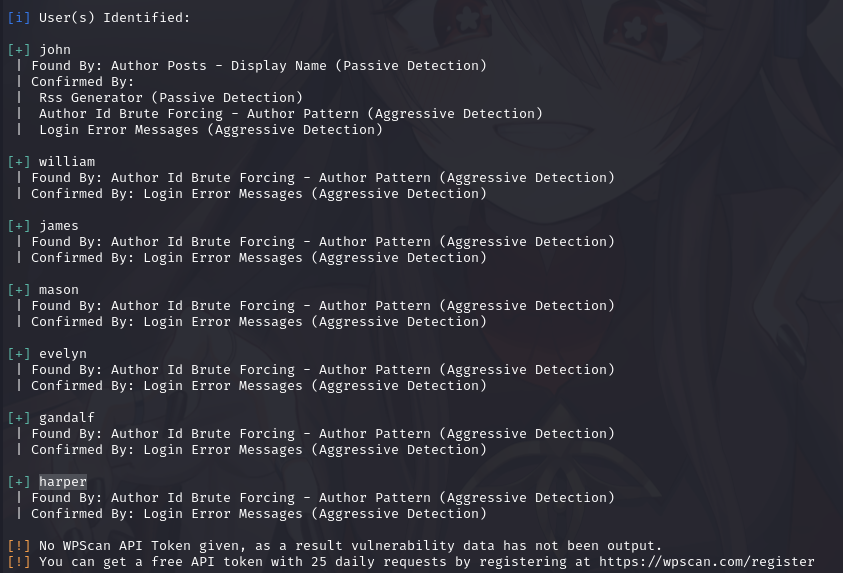 [i] User(s) Identified:
[+] john
| Found By: Author Posts - Display Name (Passive Detection)
| Confirmed By:
|  Rss Generator (Passive Detection)
|  Author Id Brute Forcing - Author Pattern (Aggressive Detection)
|  Login Error Messages (Aggressive Detection)
[+] william
| Found By: Author Id Brute Forcing - Author Pattern (Aggressive Detection)
| Confirmed By: Login Error Messages (Aggressive Detection)
[+] james
| Found By: Author Id Brute Forcing - Author Pattern (Aggressive Detection)
| Confirmed By: Login Error Messages (Aggressive Detection)
[+] mason
| Found By: Author Id Brute Forcing - Author Pattern (Aggressive Detection)
| Confirmed By: Login Error Messages (Aggressive Detection)
[+] evelyn
| Found By: Author Id Brute Forcing - Author Pattern (Aggressive Detection)
| Confirmed By: Login Error Messages (Aggressive Detection)
[+] gandalf
| Found By: Author Id Brute Forcing - Author Pattern (Aggressive Detection)
| Confirmed By: Login Error Messages (Aggressive Detection)
[+] harper
| Found By: Author Id Brute Forcing - Author Pattern (Aggressive Detection)
| Confirmed By: Login Error Messages (Aggressive Detection)
[!] No WPScan API Token given, as a result vulnerability data has not been output.
[!] You can get a free API token with 25 daily requests by registering at https://wpscan.com/register